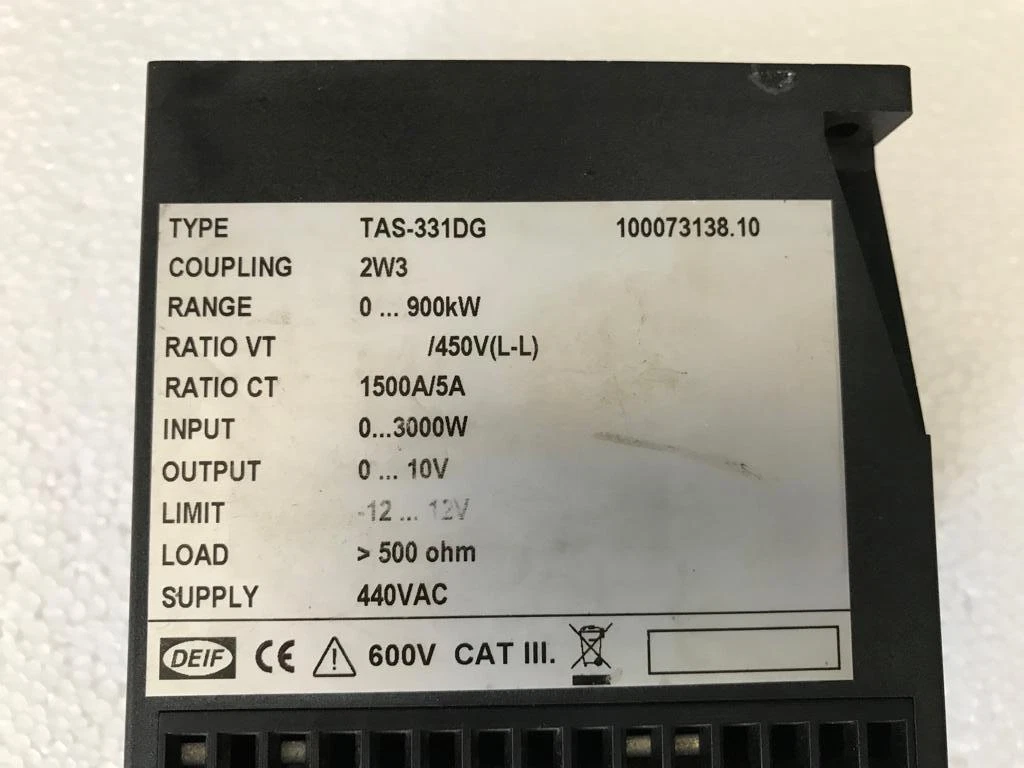 TYPE TAS-331DG 100073138.10
COUPLING 2W3
RANGE 0 ... 900kW
RATIO VT /450V(L-L)
RATIO CT 1500A/5A
INPUT 0...3000W
OUTPUT 0 ... 10V
LIMIT -12 ... 12V
LOAD > 500 ohm
SUPPLY 440VAC
DEIF CE 600V CAT III.